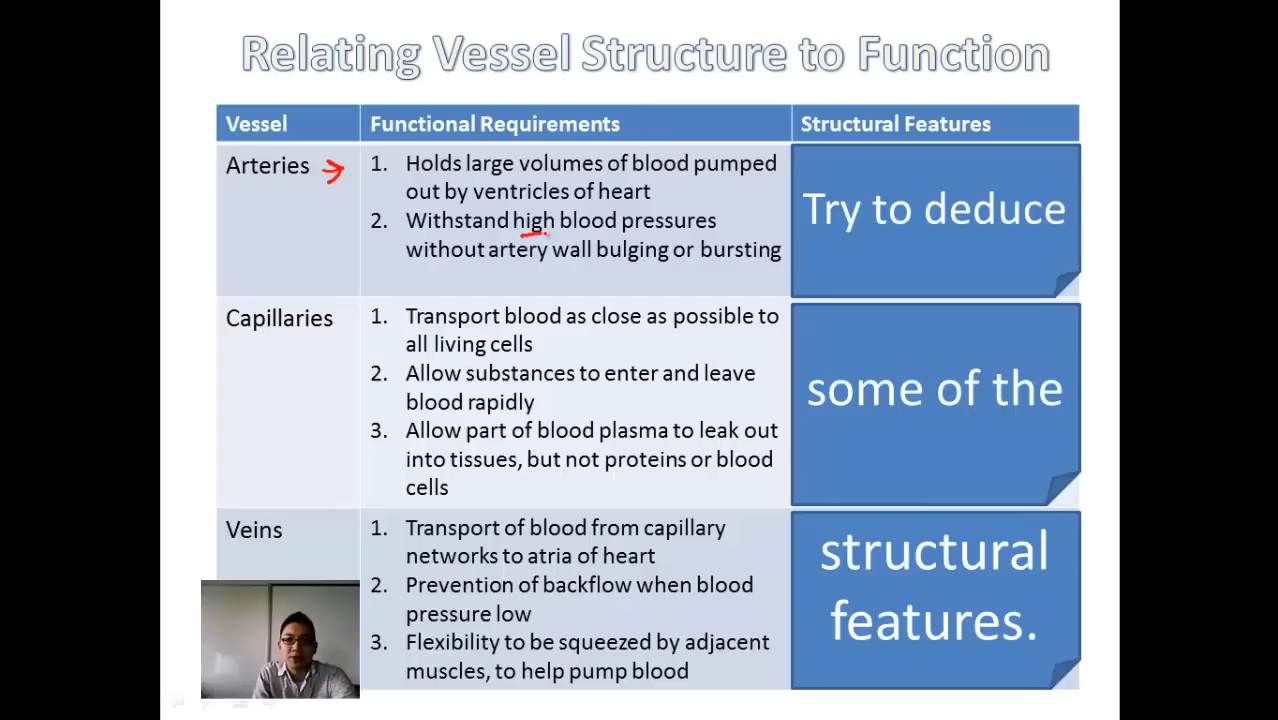 Relating Vessel Structure to Function
Vessel Functional Requirements Structural Features
Arteries
1. Holds large volumes of blood pumped
out by ventricles of heart
2. Withstand high blood pressures
without artery wall bulging or bursting
Try to deduce
Capillaries
1. Transport blood as close as possible to
all living cells
2. Allow substances to enter and leave
blood rapidly
3. Allow part of blood plasma to leak out
into tissues, but not proteins or blood
cells
some of the
Veins
1. Transport of blood from capillary
networks to atria of heart
2. Prevention of backflow when blood
pressure low
3. Flexibility to be squeezed by adjacent
muscles, to help pump blood
structural
features.